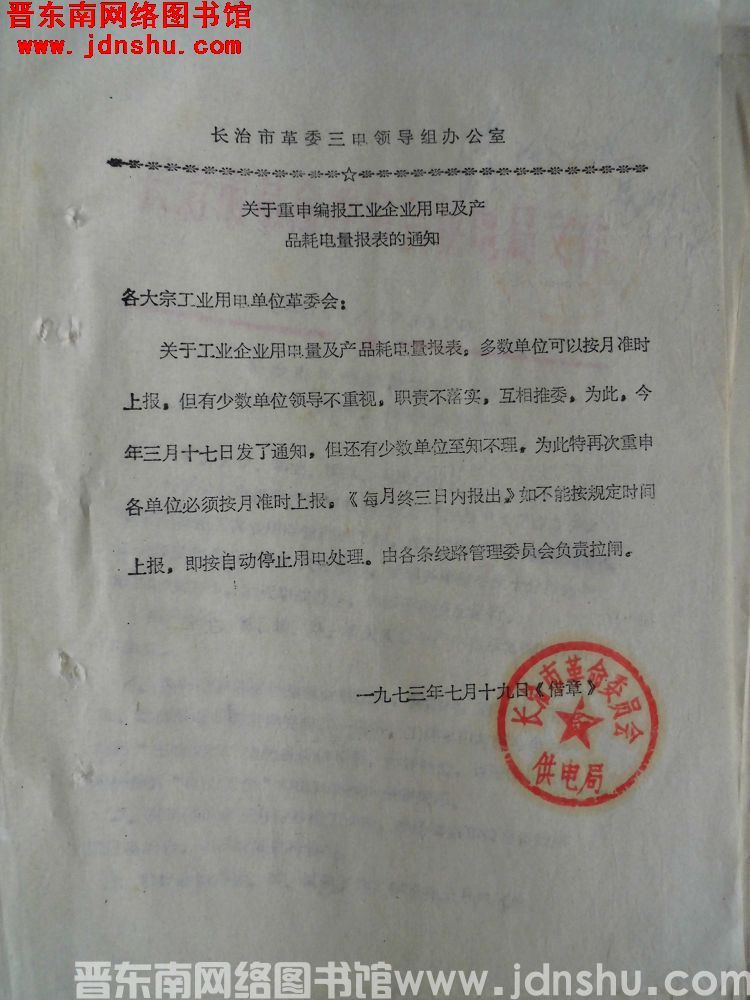 晋东南网络图书馆
www.jdnshu.com
长治市革委三电领导组办公室
关于重申编报工业企业用电及产
品耗电量报表的通知
各大宗工业用电单位革委会：
关于工业企业用电量及产品耗电量报表，多数单位可以按月准时
上报，但有少数单位领导不重视，职责不落实，互相推委，为此，今
年三月十七日发了通知，但还有少数单位至知不理，为此特再次重申
各单位必须按月准时上报，《每月终三日内报出》如不能按规定时间
上报，即按自动停止用电处理。由各条线路管理委员会负责拉闸。
一九七三年七月十九日《借章》
长治市革命委员会
供电局
晋东南网络图书馆www.jdnshu.com